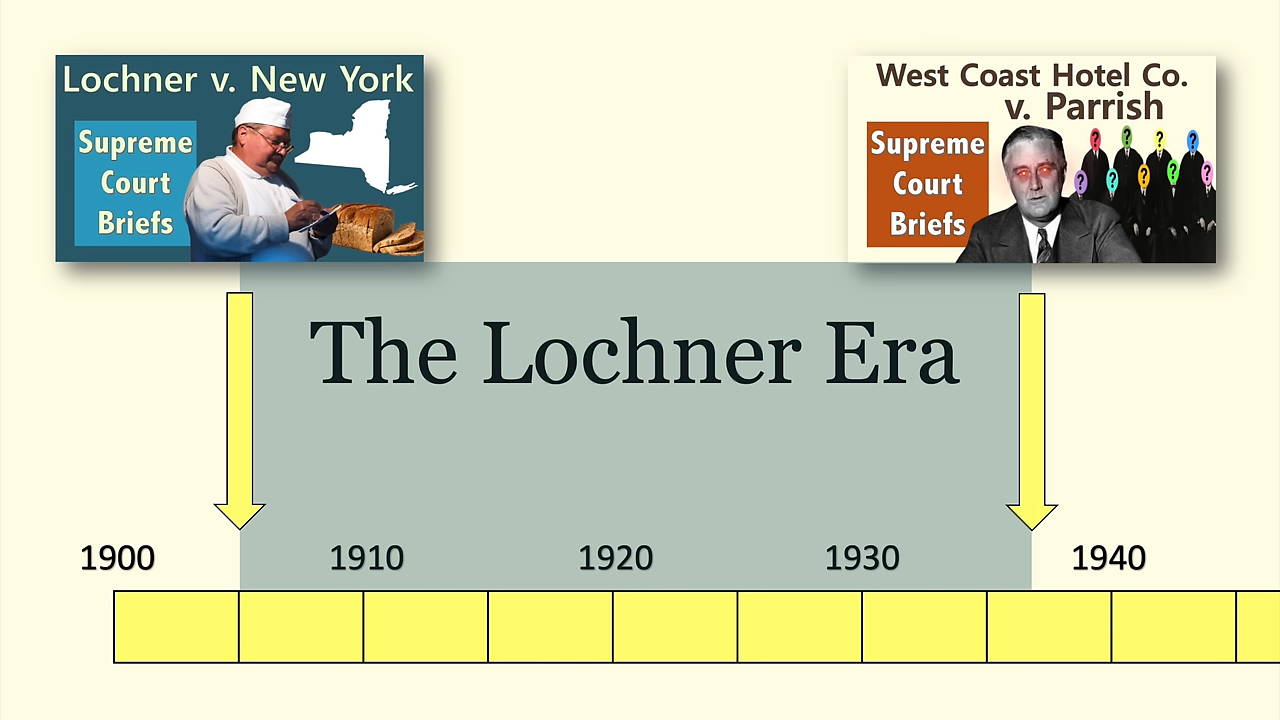 Lochner v. New York
Supreme
Court
Briefs
West Coast Hotel Co.
v. Parrish
Supreme
Court
Briefs
? ? ? ?
? ? ? ? ?
The Lochner Era
1900 1910 1920 1930 1940